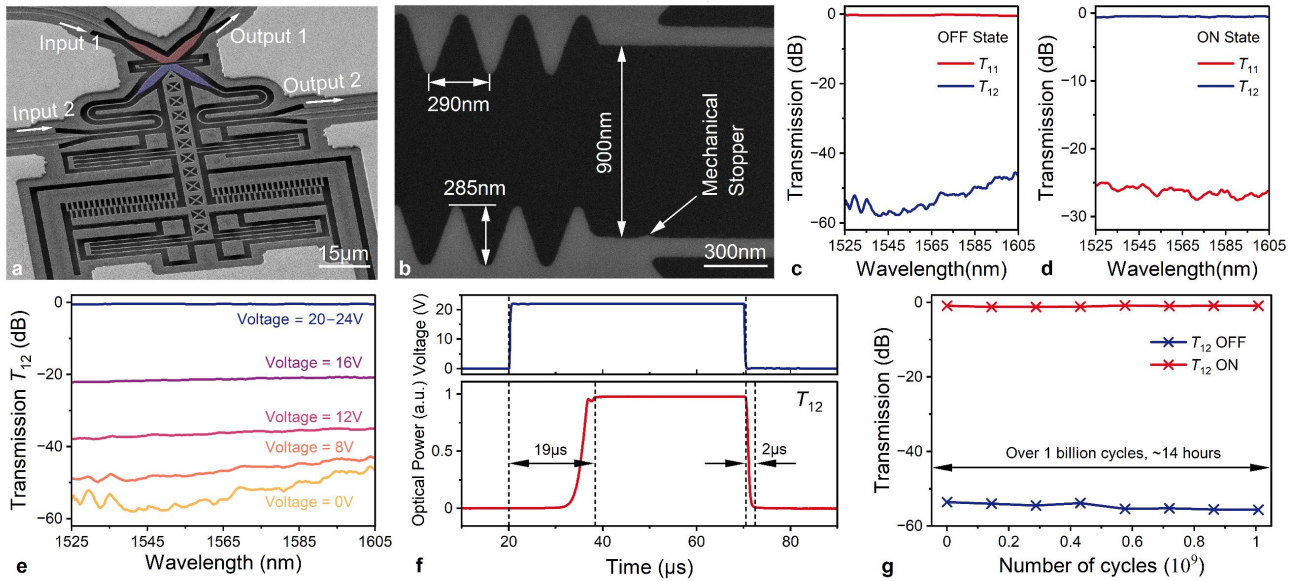 Input 1
Output 1
Input 2
Output 2
15μm
a
290nm
900nm
285nm
Mechanical
Stopper
300nm
b
Transmission (dB)
0
−20
−40
−60
OFF State
T11
T12
1525
1545
1565
1585
1605
Wavelength(nm)
c
Transmission (dB)
0
−10
−20
−30
ON State
T11
T12
1525
1545
1565
1585
1605
Wavelength(nm)
d
Transmission T12 (dB)
0
−20
−40
−60
Voltage = 20−24V
Voltage = 16V
Voltage = 12V
Voltage = 8V
Voltage = 0V
1525
1545
1565
1585
1605
Wavelength (nm)
e
Voltage (V)
20
10
0
Optical Power (a.u.)
1
0.5
0
T12
19μs
2μs
20
40
60
80
Time (μs)
f
Transmission (dB)
0
−20
−40
−60
T12 OFF
T12 ON
Over 1 billion cycles, ~14 hours
0
0.2
0.4
0.6
0.8
1
Number of cycles (10⁹)
g